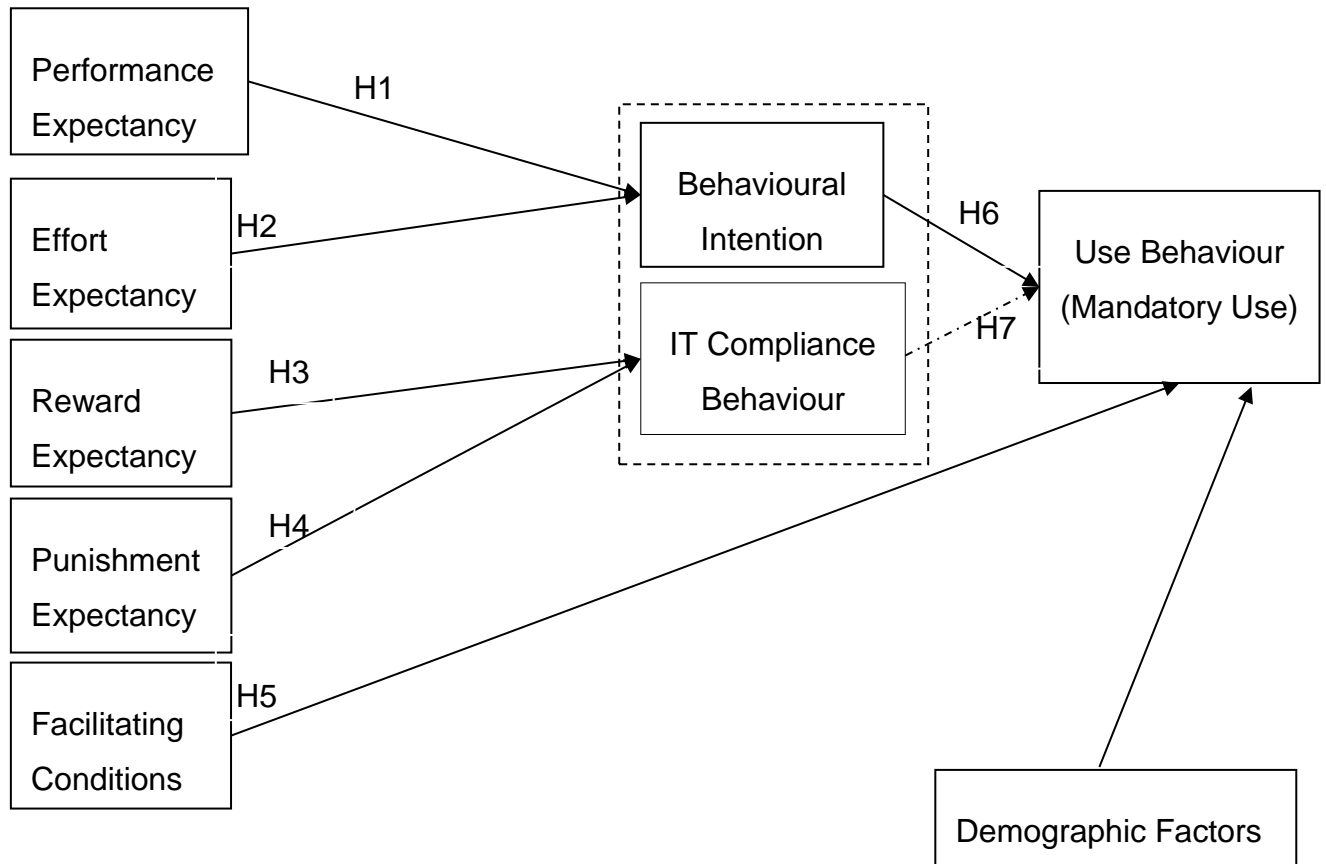 Performance
Expectancy
H1
Effort
Expectancy
H2
Reward
Expectancy
H3
Punishment
Expectancy
H4
Facilitating
Conditions
H5
Behavioural
Intention
IT Compliance
Behaviour
H6
H7
Use Behaviour
(Mandatory Use)
Demographic Factors